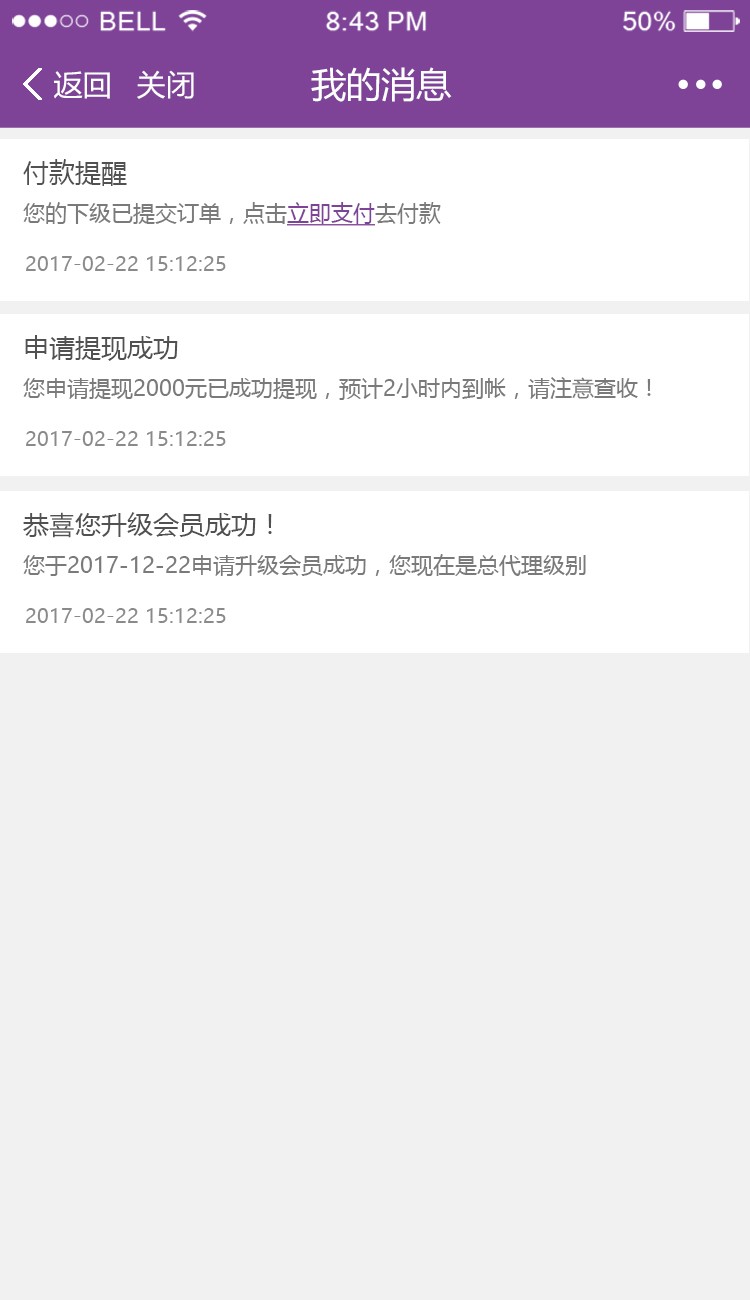 BELL 8:43 PM 50%
返回 关闭 我的消息
付款提醒
您的下级已提交订单，点击立即支付去付款
2017-02-22 15:12:25
申请提现成功
您申请提现2000元已成功提现，预计2小时内到帐，请注意查收！
2017-02-22 15:12:25
恭喜您升级会员成功！
您于2017-12-22申请升级会员成功，您现在是总代理级别
2017-02-22 15:12:25